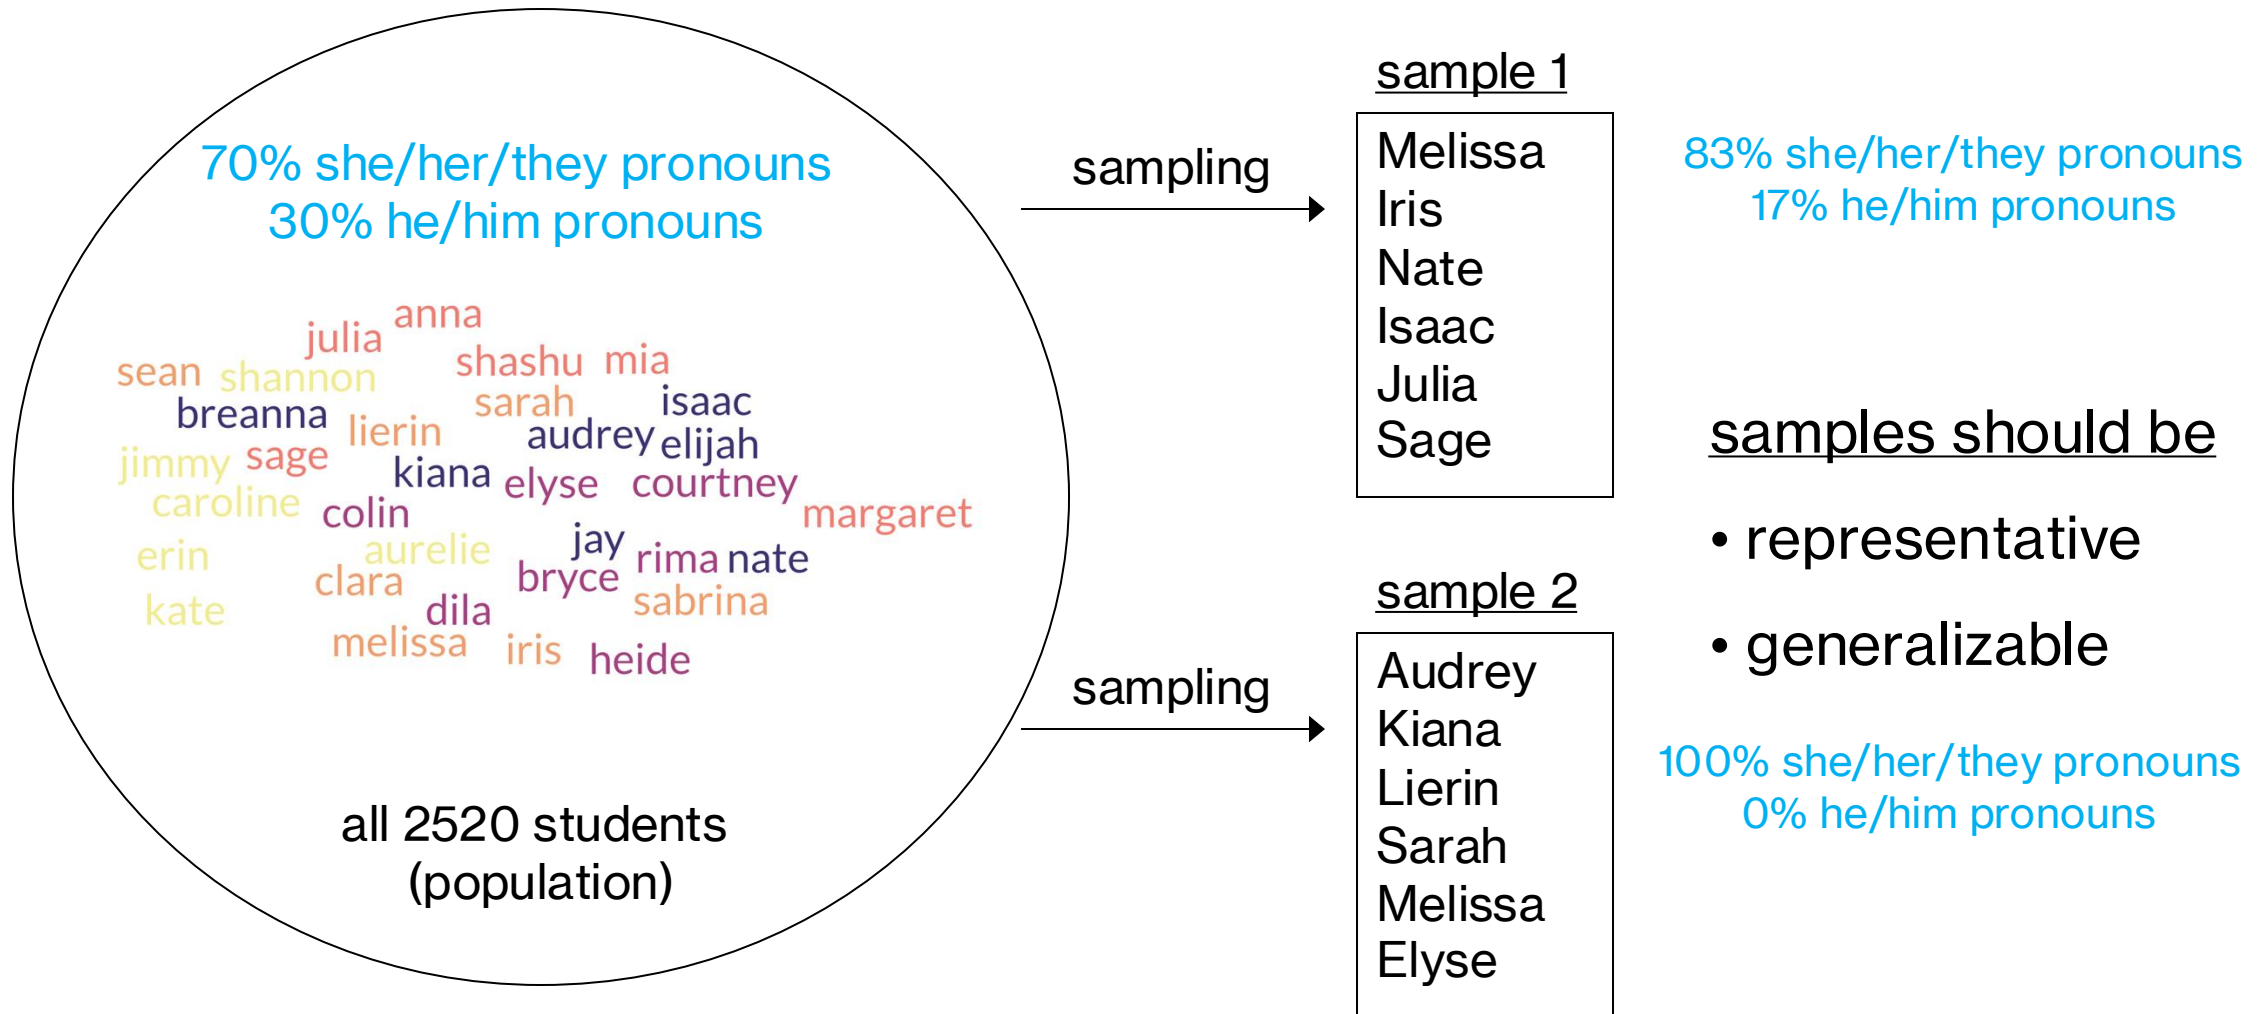 70% she/her/they pronouns
30% he/him pronouns
anna
julia
shashu mia
sean shannon
sarah isaac
breanna
lierin audrey elijah
jimmy sage
kiana elyse courtney
caroline colin margaret
jay
erin aurelie rima nate
clara bryce
kate dila sabrina
melissa iris heide
all 2520 students
(population)
sampling
sampling
sample 1
Melissa
Iris
Nate
Isaac
Julia
Sage
83% she/her/they pronouns
17% he/him pronouns
samples should be
• representative
• generalizable
sample 2
Audrey
Kiana
Lierin
Sarah
Melissa
Elyse
100% she/her/they pronouns
0% he/him pronouns